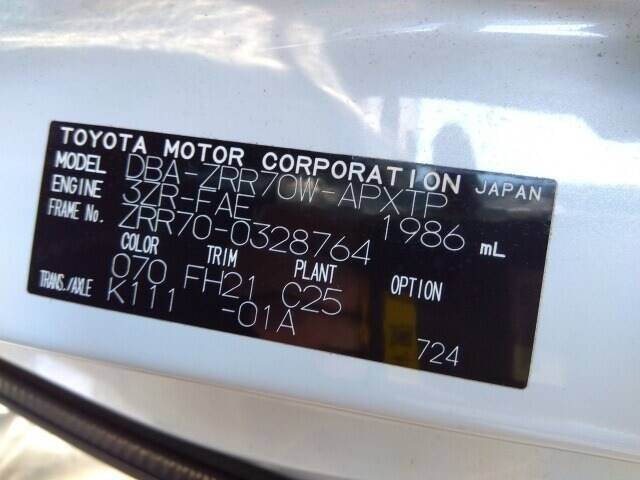 TOYOTA MOTOR CORPORATION JAPAN
MODEL DBA-ZRR70W-APXTP
ENGINE 3ZR-FAE 1986 mL
FRAME No. ZRR70-0328764
COLOR TRIM PLANT OPTION
070 FH21 C25
TRANS./AXLE K111 -01A
724